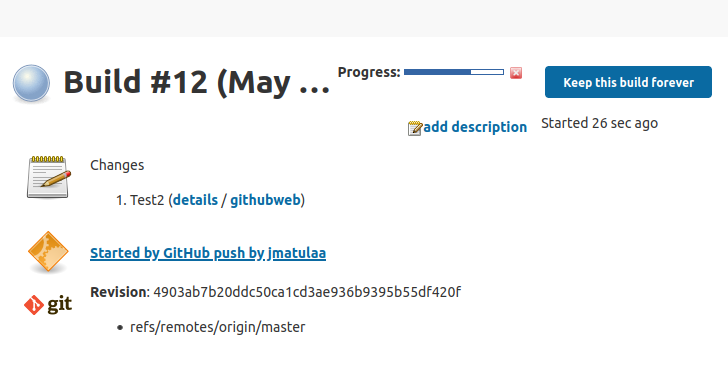 Build #12 (May ...
Progress:
Keep this build forever
add description
Started 26 sec ago
Changes
1. Test2 (details / githubweb)
Started by GitHub push by jmatulaa
git
Revision: 4903ab7b20ddc50ca1cd3ae936b9395b55df420f
• refs/remotes/origin/master